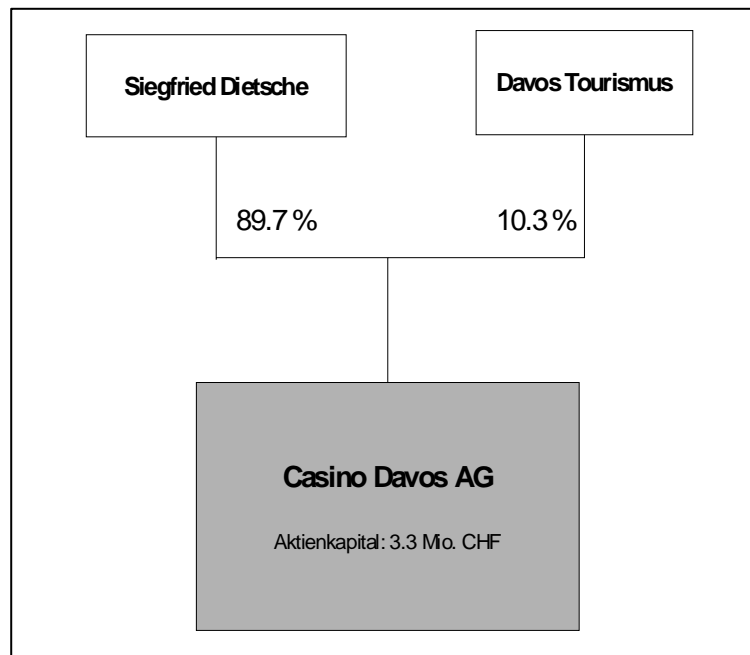 Siegfried Dietsche
Davos Tourismus
89.7 %
10.3 %
Casino Davos AG
Aktienkapital: 3.3 Mio. CHF